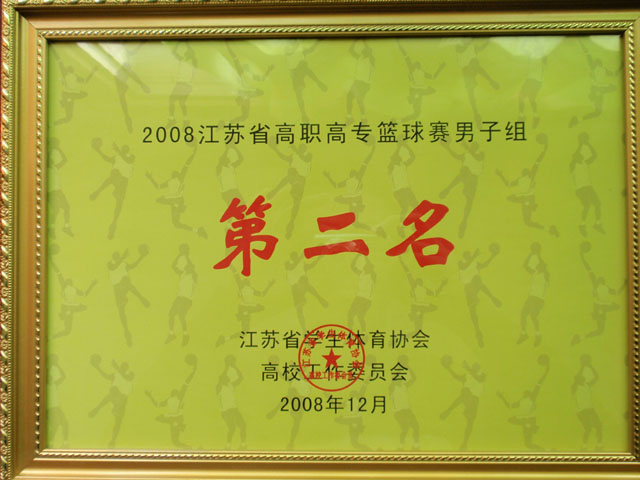 2008江苏省高职高专篮球赛男子组
第二名
江苏省学生体育协会
高校工作委员会
2008年12月